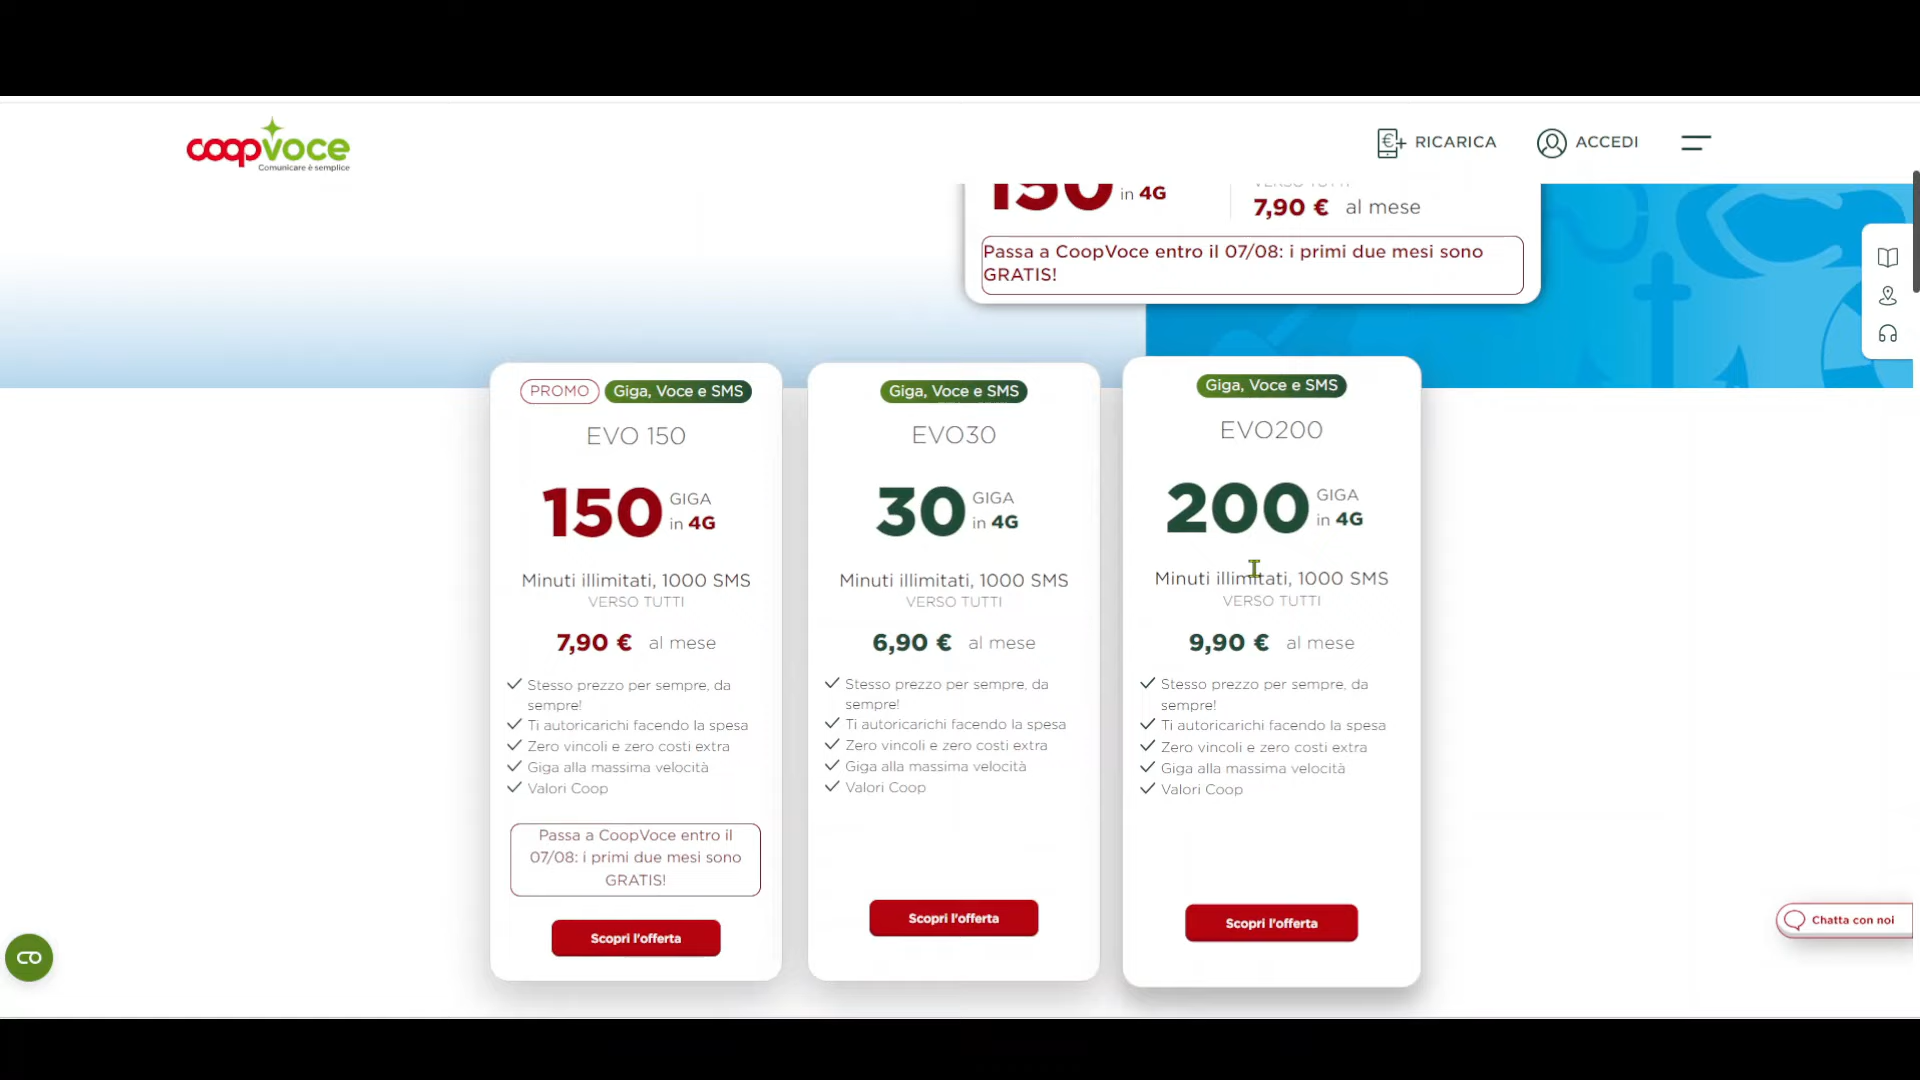 coopvoce
Comunicare è semplice
RICARICA
ACCEDI
150 in 4G
VERSO TUTTI
7,90 € al mese
Passa a CoopVoce entro il 07/08: i primi due mesi sono
GRATIS!
PROMO Giga, Voce e SMS
EVO 150
150 GIGA
in 4G
Minuti illimitati, 1000 SMS
VERSO TUTTI
7,90 € al mese
Stesso prezzo per sempre, da
sempre!
Ti autoricarichi facendo la spesa
Zero vincoli e zero costi extra
Giga alla massima velocità
Valori Coop
Passa a CoopVoce entro il
07/08: i primi due mesi sono
GRATIS!
Scopri l'offerta
Giga, Voce e SMS
EVO30
30 GIGA
in 4G
Minuti illimitati, 1000 SMS
VERSO TUTTI
6,90 € al mese
Stesso prezzo per sempre, da
sempre!
Ti autoricarichi facendo la spesa
Zero vincoli e zero costi extra
Giga alla massima velocità
Valori Coop
Scopri l'offerta
Giga, Voce e SMS
EVO200
200 GIGA
in 4G
Minuti illimitati, 1000 SMS
VERSO TUTTI
9,90 € al mese
Stesso prezzo per sempre, da
sempre!
Ti autoricarichi facendo la spesa
Zero vincoli e zero costi extra
Giga alla massima velocità
Valori Coop
Scopri l'offerta
Chatta con noi